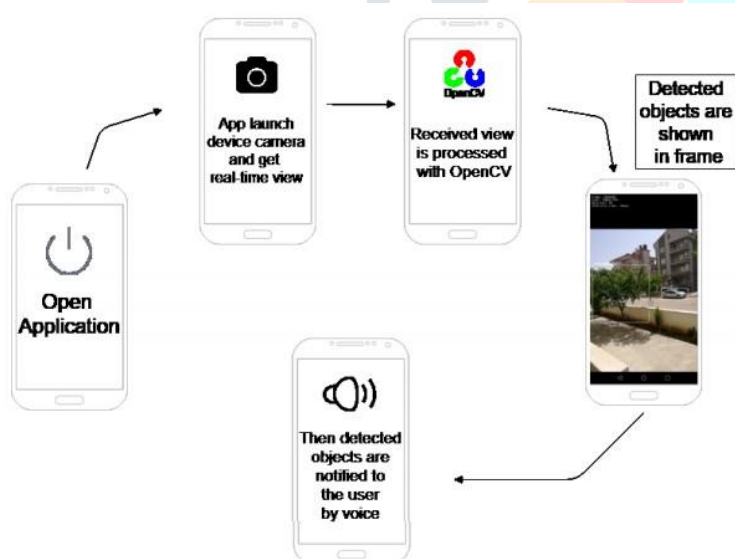 Open
Application
App launch
device camera
and get
real-time view
OpenCV
Received view
is processed
with OpenCV
Detected
objects are
shown
in frame
Then detected
objects are
notified to
the user
by voice